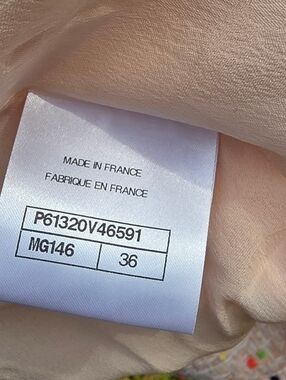 MADE IN FRANCE
FABRIQUE EN FRANCE
P61320V46591
MG146 36